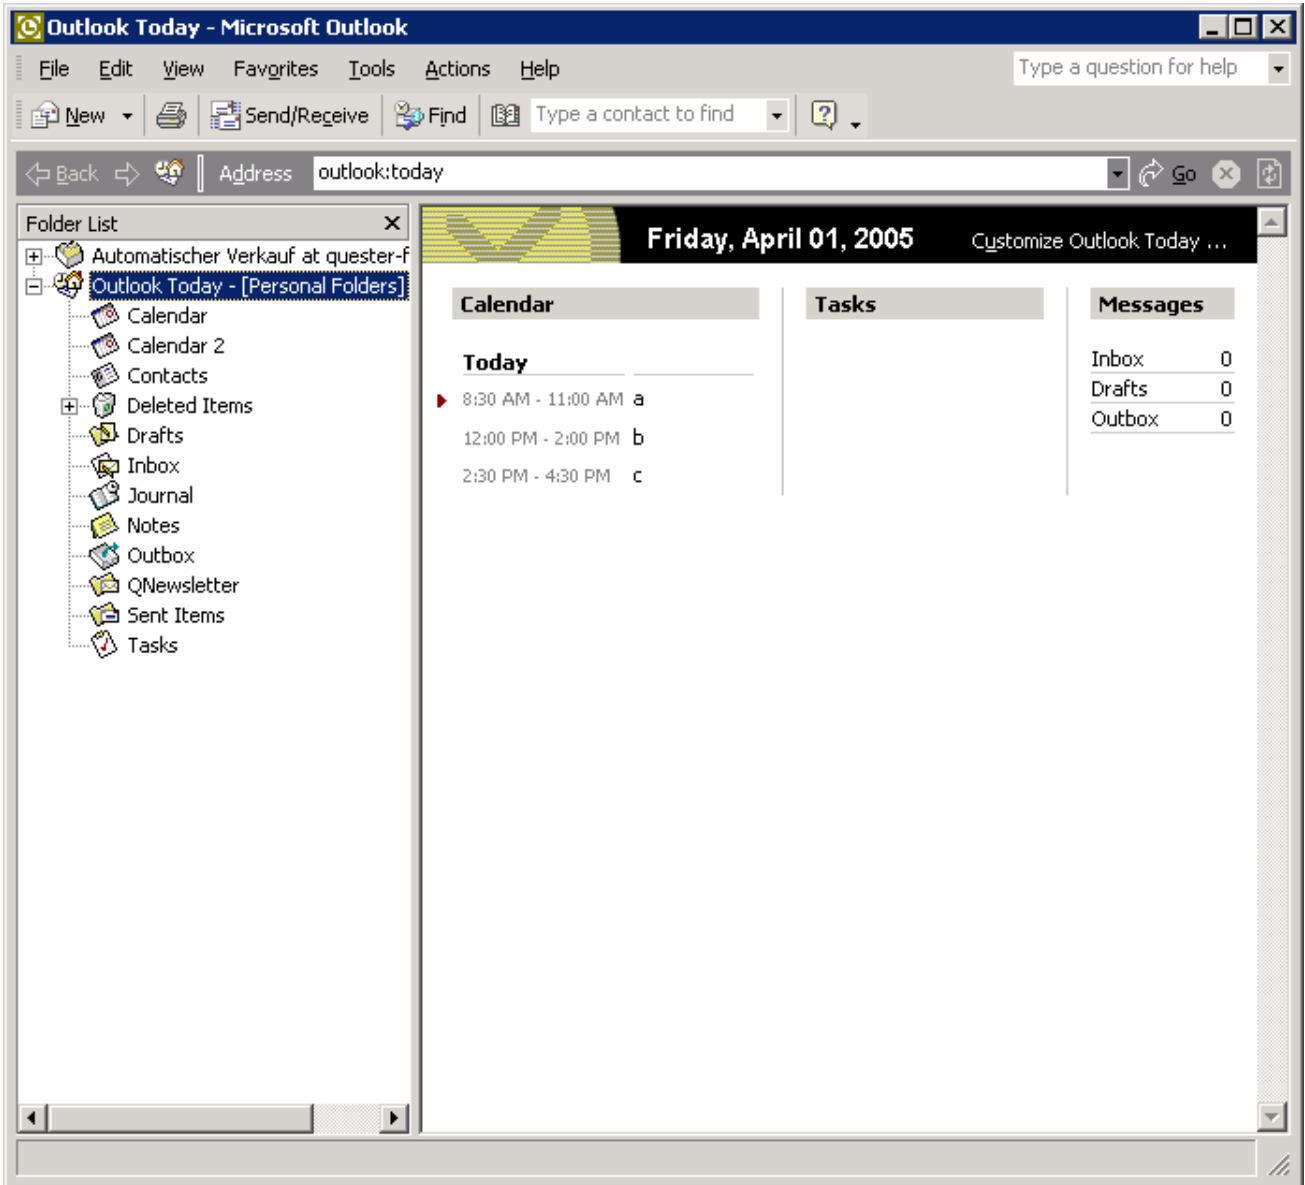 Outlook Today - Microsoft Outlook
File Edit View Favorites Tools Actions Help Type a question for help
New Send/Receive Find Type a contact to find
Back Address outlook:today Go
Folder List
Automatischer Verkauf at quester-f
Outlook Today - [Personal Folders]
Calendar
Calendar 2
Contacts
Deleted Items
Drafts
Inbox
Journal
Notes
Outbox
QNewsletter
Sent Items
Tasks
Friday, April 01, 2005 Customize Outlook Today ...
Calendar
Today
8:30 AM - 11:00 AM a
12:00 PM - 2:00 PM b
2:30 PM - 4:30 PM c
Tasks
Messages
Inbox 0
Drafts 0
Outbox 0